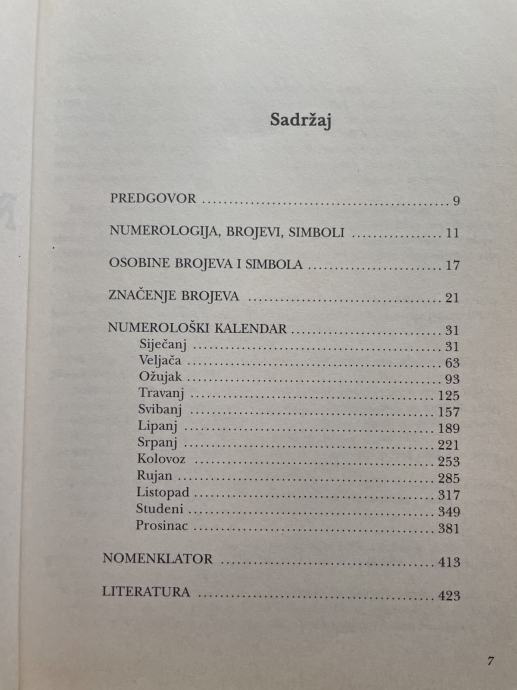 Sadržaj
PREDGOVOR ........ 9
NUMEROLOGIJA, BROJEVI, SIMBOLI ........ 11
OSOBINE BROJEVA I SIMBOLA ........ 17
ZNAČENJE BROJEVA ........ 21
NUMEROLOŠKI KALENDAR ........ 31
Siječanj ........ 31
Veljača ........ 63
Ožujak ........ 93
Travanj ........ 125
Svibanj ........ 157
Lipanj ........ 189
Srpanj ........ 221
Kolovoz ........ 253
Rujan ........ 285
Listopad ........ 317
Studeni ........ 349
Prosinac ........ 381
NOMENKLATOR ........ 413
LITERATURA ........ 423
7